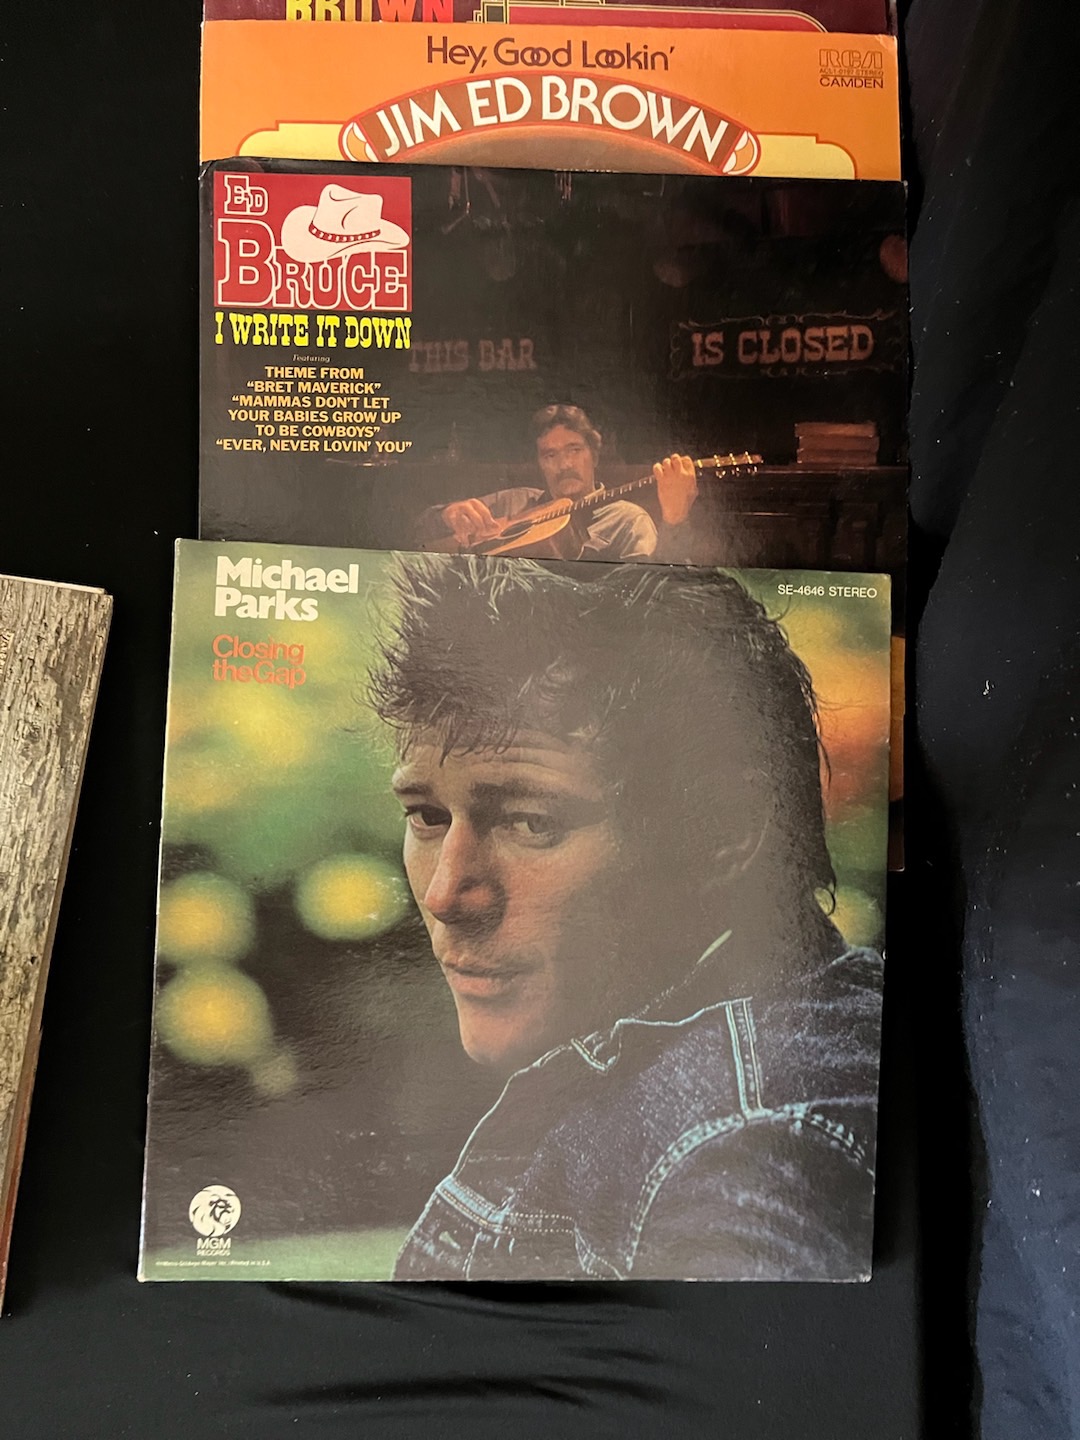 BROWN
Hey, Good Lookin'
RCA
STEREO
CAMDEN
JIM ED BROWN
ED
BRUCE
I WRITE IT DOWN
Featuring
THEME FROM
"BRET MAVERICK"
"MAMMAS DON'T LET
YOUR BABIES GROW UP
TO BE COWBOYS"
"EVER, NEVER LOVIN' YOU"
THIS BAR
IS CLOSED
Michael
Parks
Closing
the Gap
SE-4646 STEREO
MGM
RECORDS